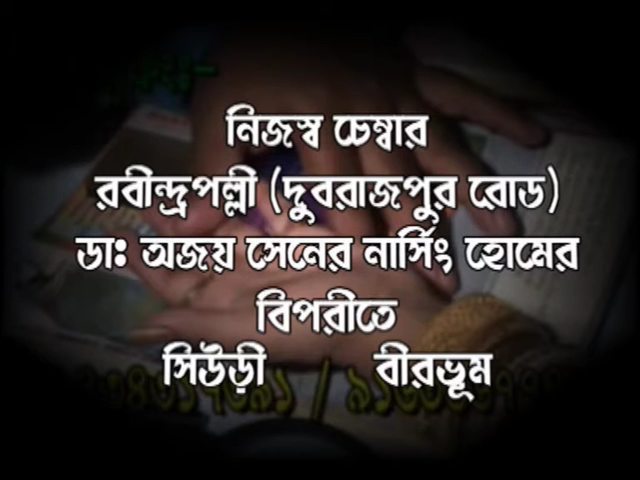 নিজস্ব চেম্বার
রবীন্দ্রপল্লী (দুবরাজপুর রোড)
ডাঃ অজয় সেনের নার্সিং হোমের
বিপরীতে
সিউড়ী বীরভূম